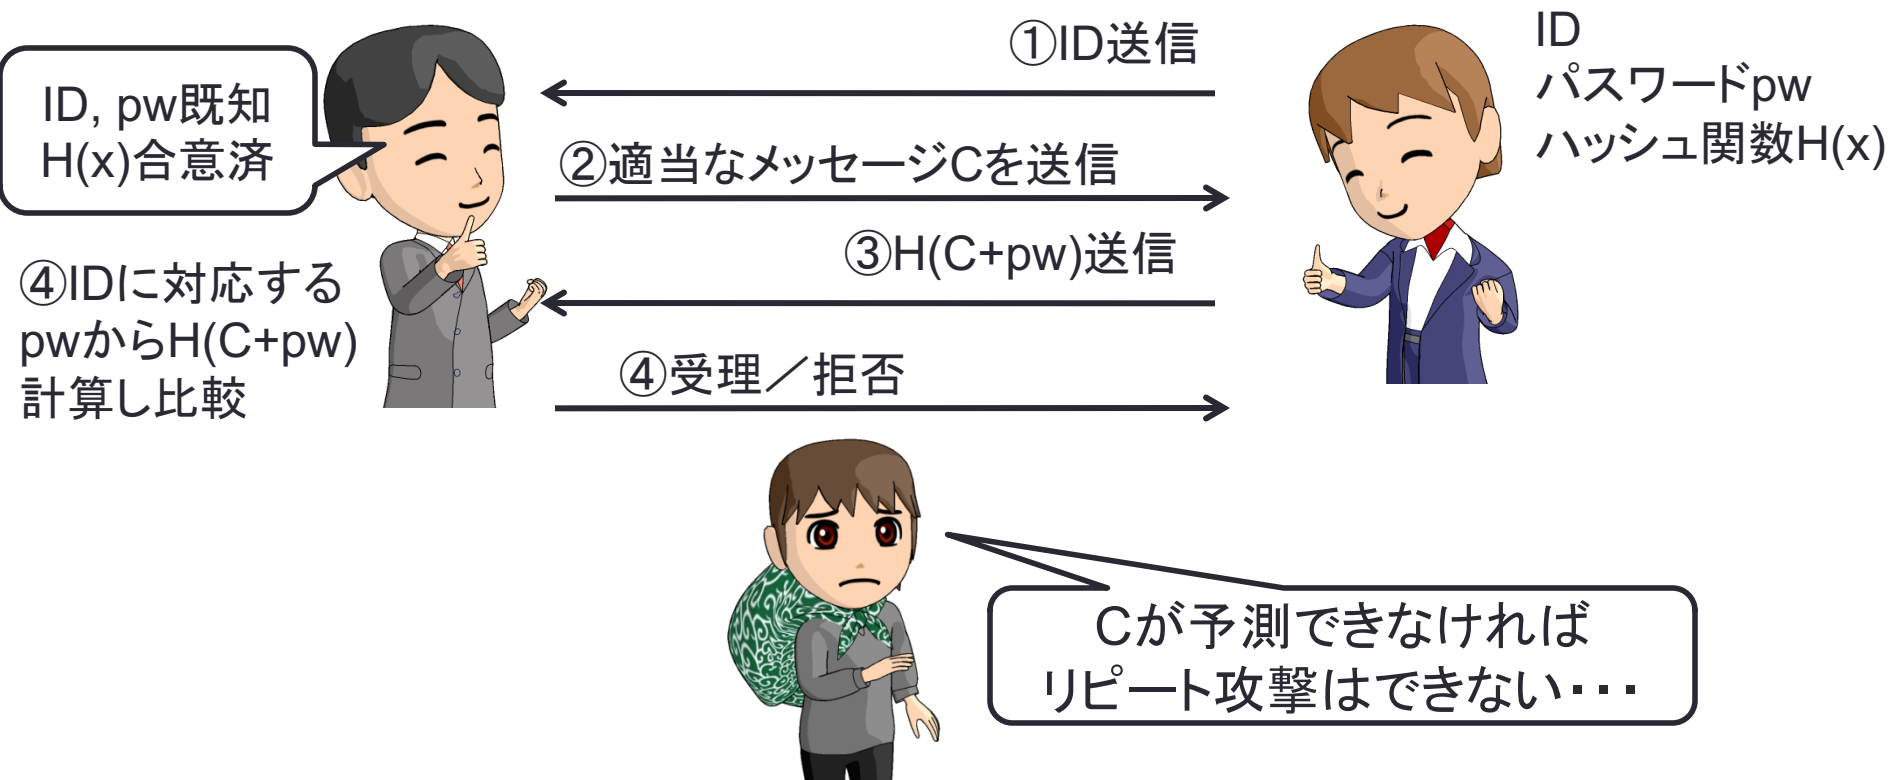 ①ID送信
ID
パスワードpw
ハッシュ関数H(x)
ID, pw既知
H(x)合意済
②適当なメッセージCを送信
③H(C+pw)送信
④IDに対応する
pwからH(C+pw)
計算し比較
④受理／拒否
Cが予測できなければ
リピート攻撃はできない・・・